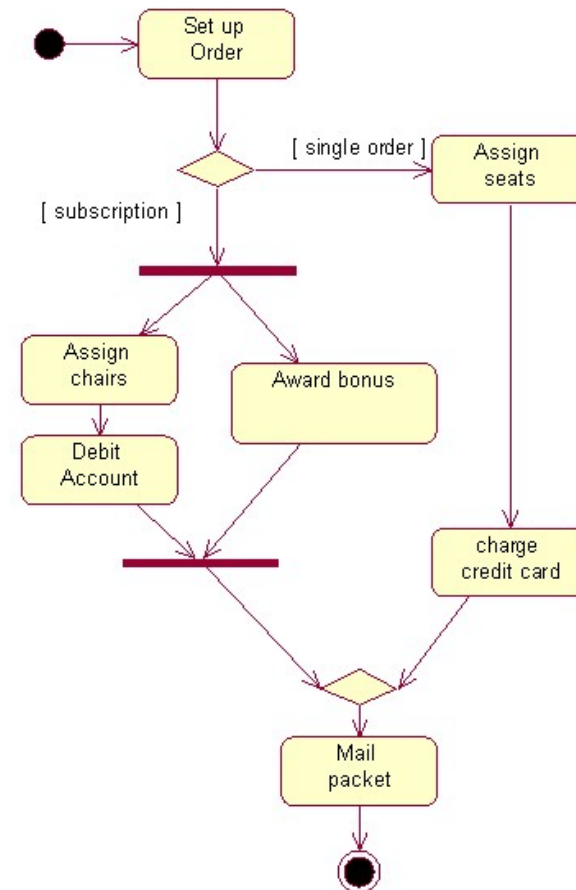 Set up
Order
[ single order ]
Assign
seats
[ subscription ]
Assign
chairs
Award bonus
Debit
Account
charge
credit card
Mail
packet